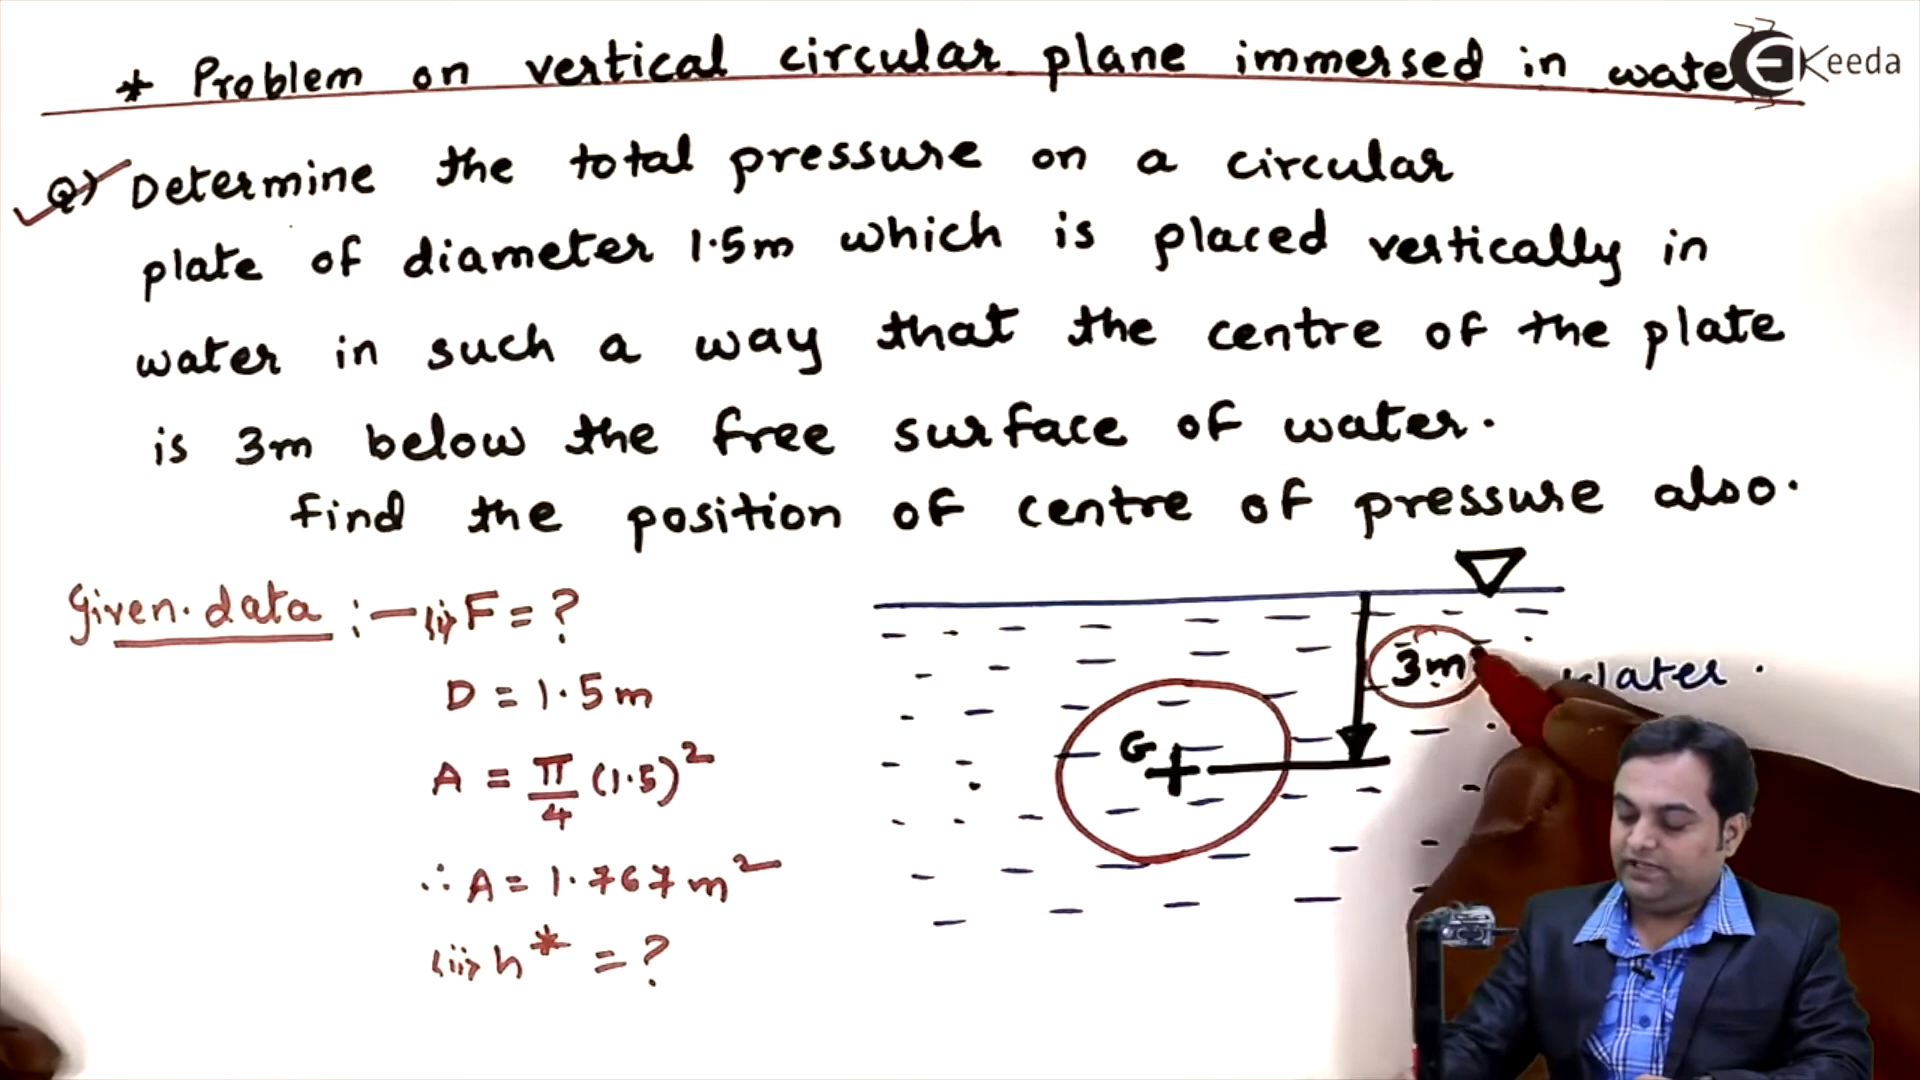 * Problem on vertical circular plane immersed in wate
Keeda
Q) Determine the total pressure on a circular
plate of diameter 1.5m which is placed vertically in
water in such a way that the centre of the plate
is 3m below the free surface of water.
Find the position of centre of pressure also.
Given. data :- (i) F = ?
D = 1.5m
A = π/4 (1.5)²
∴ A = 1.767 m²
(ii) h* = ?
3m
water.
G